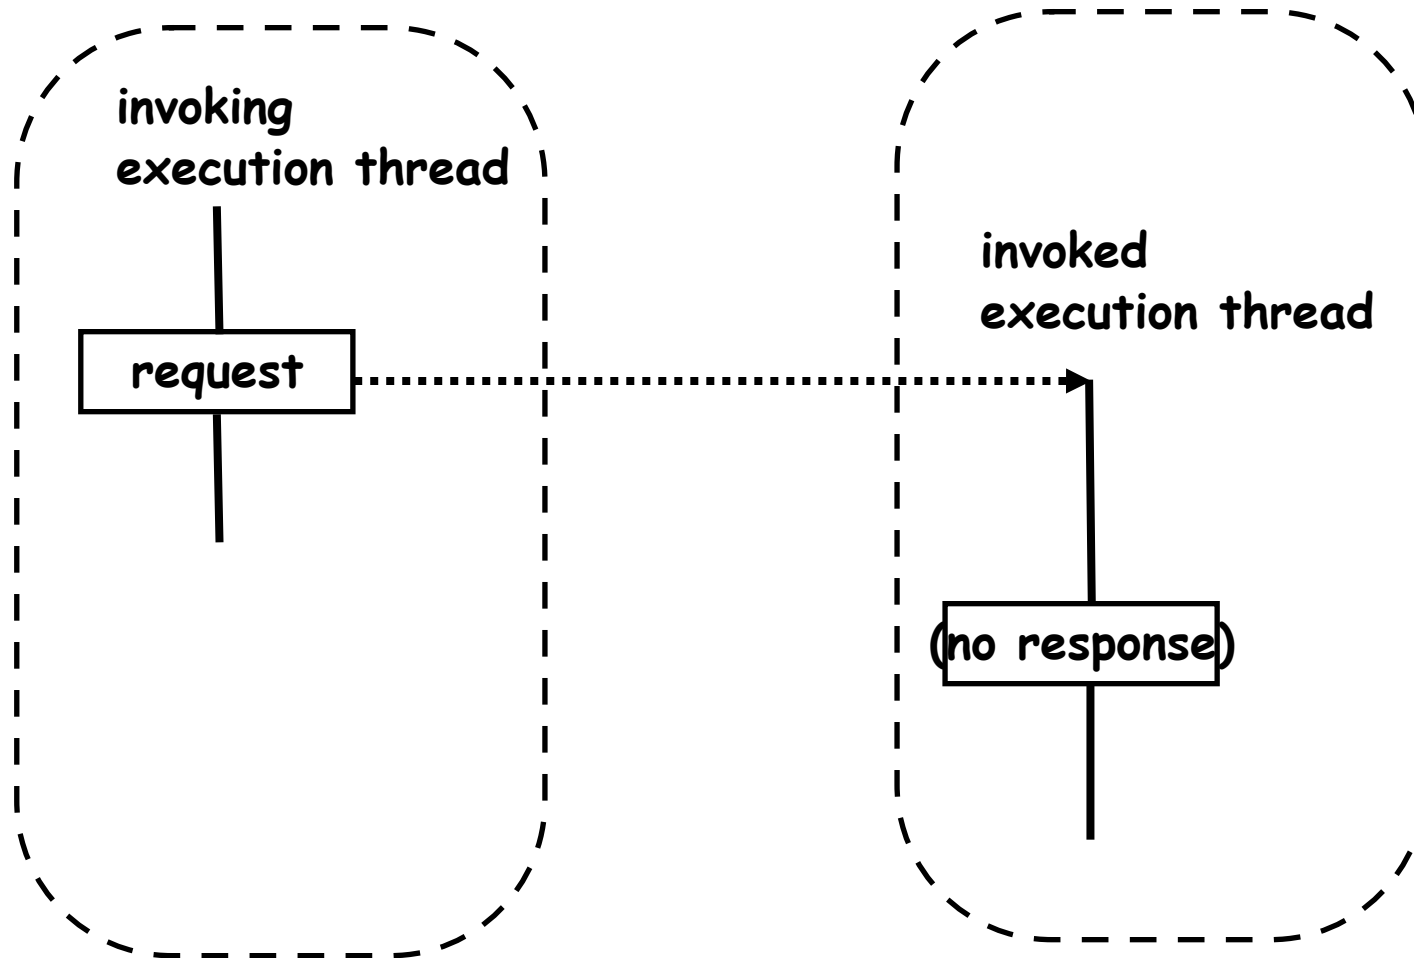 invoking
execution thread
invoked
execution thread
request
(no response)